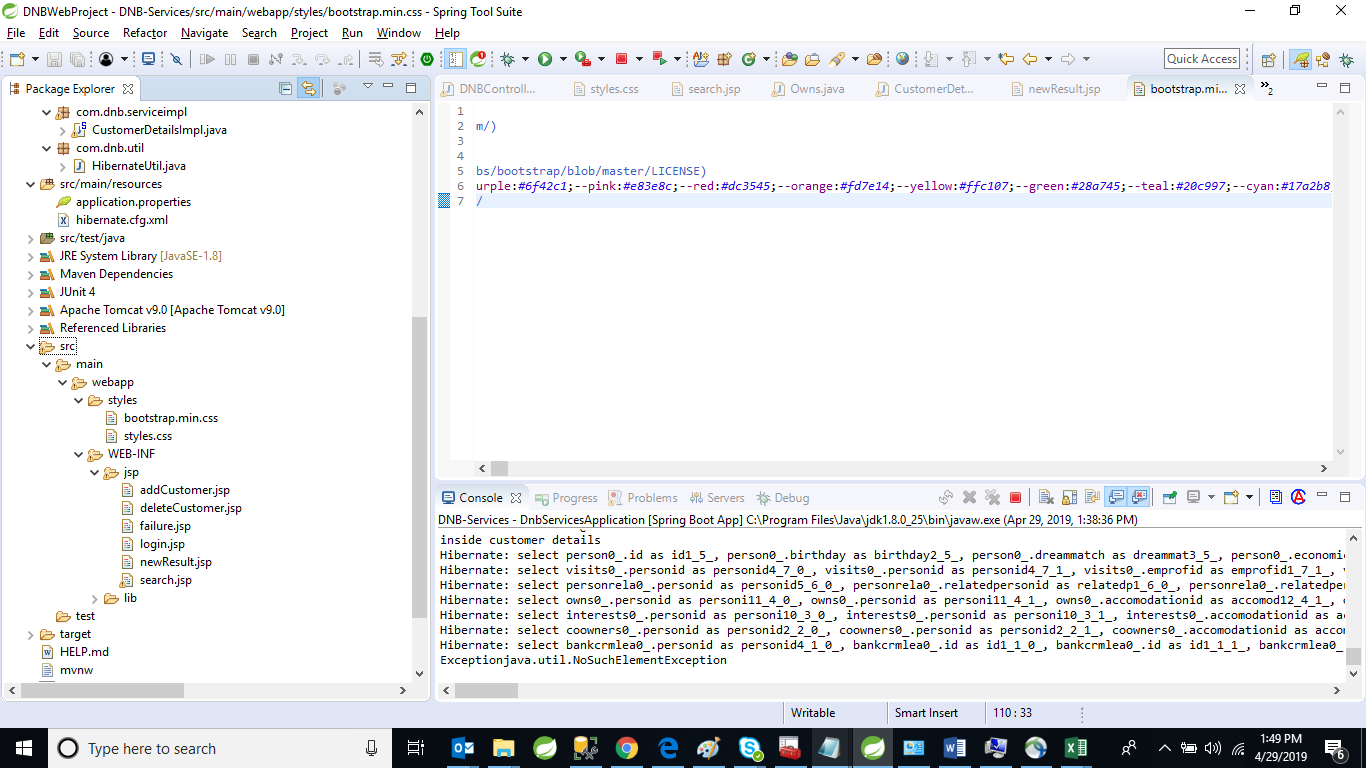 DNBWebProject - DNB-Services/src/main/webapp/styles/bootstrap.min.css - Spring Tool Suite
File Edit Source Refactor Navigate Search Project Run Window Help
Quick Access
Package Explorer
com.dnb.serviceimpl
CustomerDetailsImpl.java
com.dnb.util
HibernateUtil.java
src/main/resources
application.properties
hibernate.cfg.xml
src/test/java
JRE System Library [JavaSE-1.8]
Maven Dependencies
JUnit 4
Apache Tomcat v9.0 [Apache Tomcat v9.0]
Referenced Libraries
src
main
webapp
styles
bootstrap.min.css
styles.css
WEB-INF
jsp
addCustomer.jsp
deleteCustomer.jsp
failure.jsp
login.jsp
newResult.jsp
search.jsp
lib
test
target
HELP.md
mvnw
DNBControll... styles.css search.jsp Owns.java CustomerDet... newResult.jsp bootstrap.mi... »2
1
2 m/)
3
4
5 bs/bootstrap/blob/master/LICENSE)
6 urple:#6f42c1;--pink:#e83e8c;--red:#dc3545;--orange:#fd7e14;--yellow:#ffc107;--green:#28a745;--teal:#20c997;--cyan:#17a2b8
7 /
Console Progress Problems Servers Debug
DNB-Services - DnbServicesApplication [Spring Boot App] C:\Program Files\Java\jdk1.8.0_25\bin\javaw.exe (Apr 29, 2019, 1:38:36 PM)
inside customer details
Hibernate: select person0_.id as id1_5_, person0_.birthday as birthday2_5_, person0_.dreammatch as dreammat3_5_, person0_.economi
Hibernate: select visits0_.personid as personid4_7_0_, visits0_.personid as personid4_7_1_, visits0_.emprofid as emprofid1_7_1_,
Hibernate: select personrela0_.personid as personid5_6_0_, personrela0_.relatedpersonid as relatedp1_6_0_, personrela0_.relatedper
Hibernate: select owns0_.personid as personi11_4_0_, owns0_.personid as personi11_4_1_, owns0_.accomodationid as accomod12_4_1_,
Hibernate: select interests0_.personid as personi10_3_0_, interests0_.personid as personi10_3_1_, interests0_.accomodationid as a
Hibernate: select coowners0_.personid as personid2_2_0_, coowners0_.personid as personid2_2_1_, coowners0_.accomodationid as acco
Hibernate: select bankcrmlea0_.personid as personid4_1_0_, bankcrmlea0_.id as id1_1_0_, bankcrmlea0_.id as id1_1_1_, bankcrmlea0_
Exceptionjava.util.NoSuchElementException
Writable Smart Insert 110 : 33
Type here to search
1:49 PM
4/29/2019
6